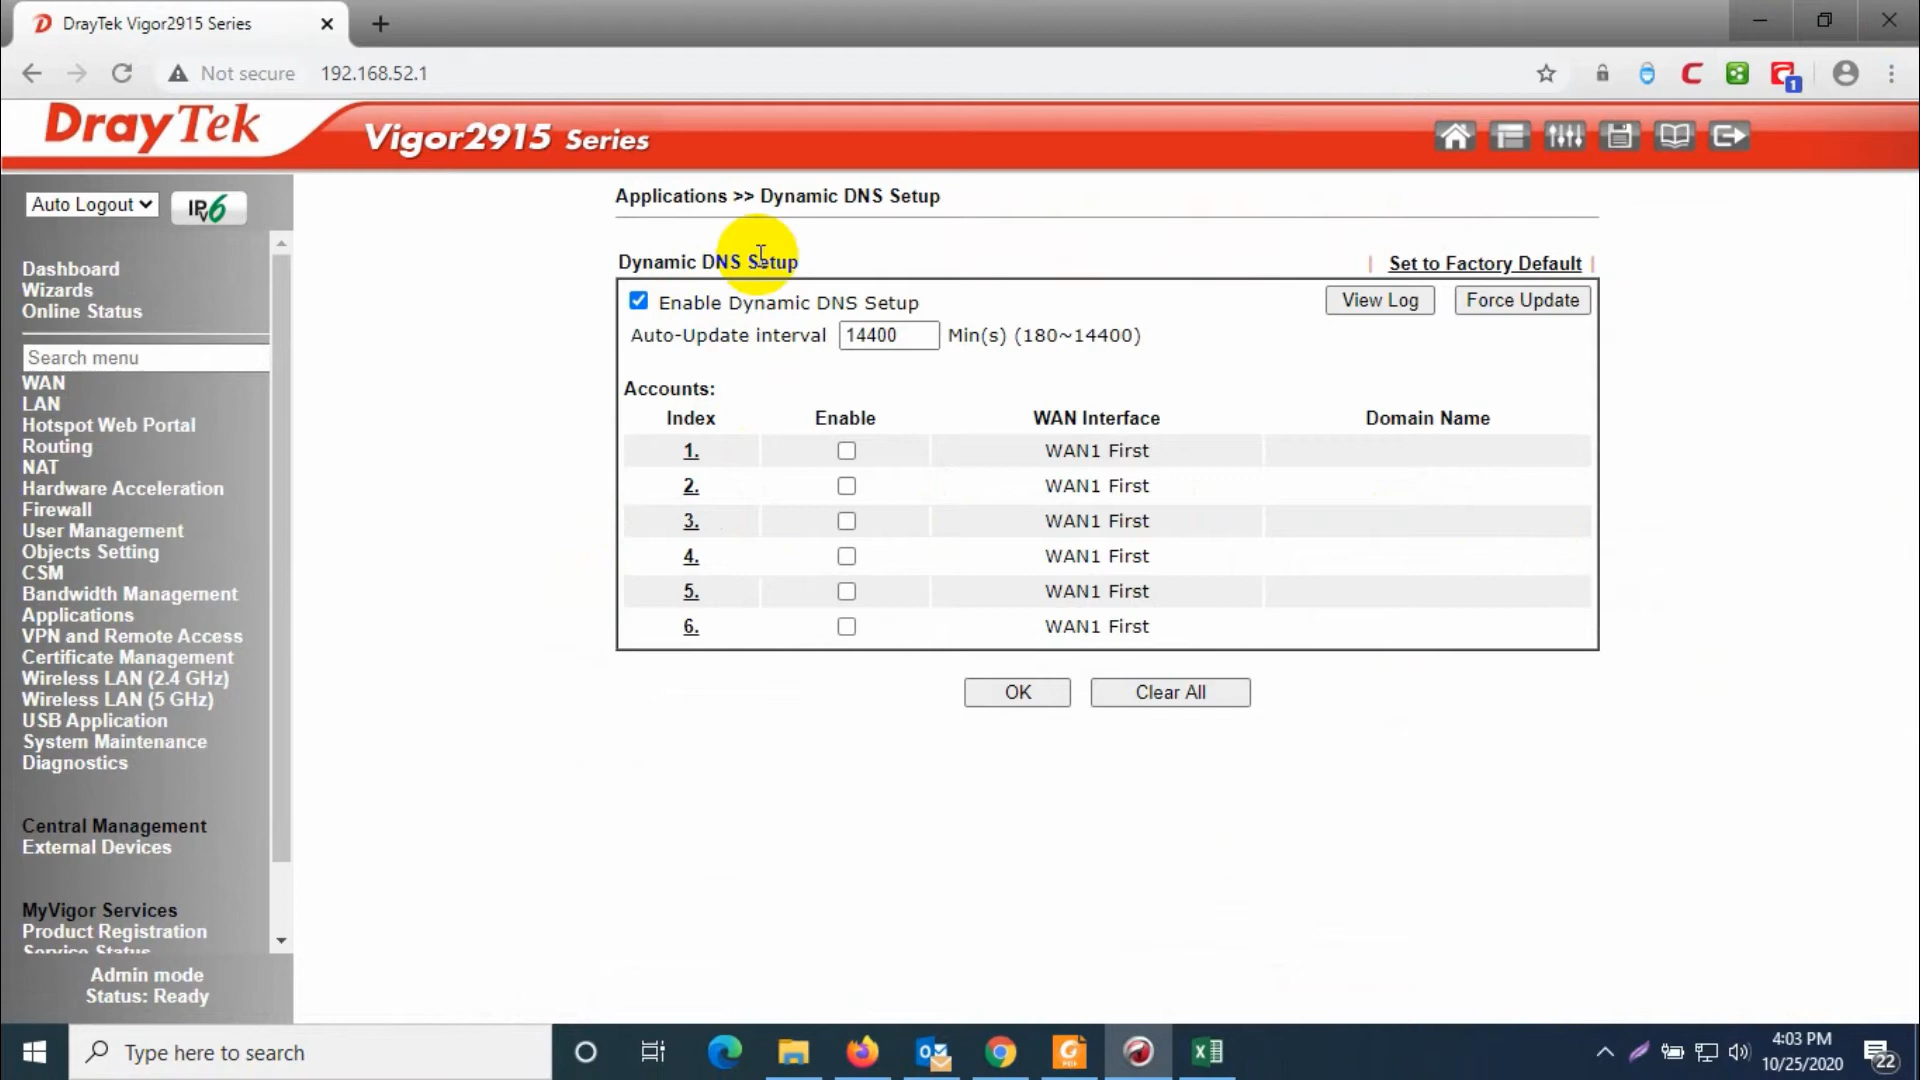 DrayTek Vigor2915 Series
Not secure 192.168.52.1
1
DrayTek Vigor2915 Series
Auto Logout IPv6
Dashboard
Wizards
Online Status
Search menu
WAN
LAN
Hotspot Web Portal
Routing
NAT
Hardware Acceleration
Firewall
User Management
Objects Setting
CSM
Bandwidth Management
Applications
VPN and Remote Access
Certificate Management
Wireless LAN (2.4 GHz)
Wireless LAN (5 GHz)
USB Application
System Maintenance
Diagnostics
Central Management
External Devices
MyVigor Services
Product Registration
Service Status
Admin mode
Status: Ready
Applications >> Dynamic DNS Setup
Dynamic DNS Setup | Set to Factory Default |
Enable Dynamic DNS Setup View Log Force Update
Auto-Update interval 14400 Min(s) (180~14400)
Accounts:
Index Enable WAN Interface Domain Name
1. WAN1 First
2. WAN1 First
3. WAN1 First
4. WAN1 First
5. WAN1 First
6. WAN1 First
OK Clear All
Type here to search
4:03 PM
10/25/2020
22